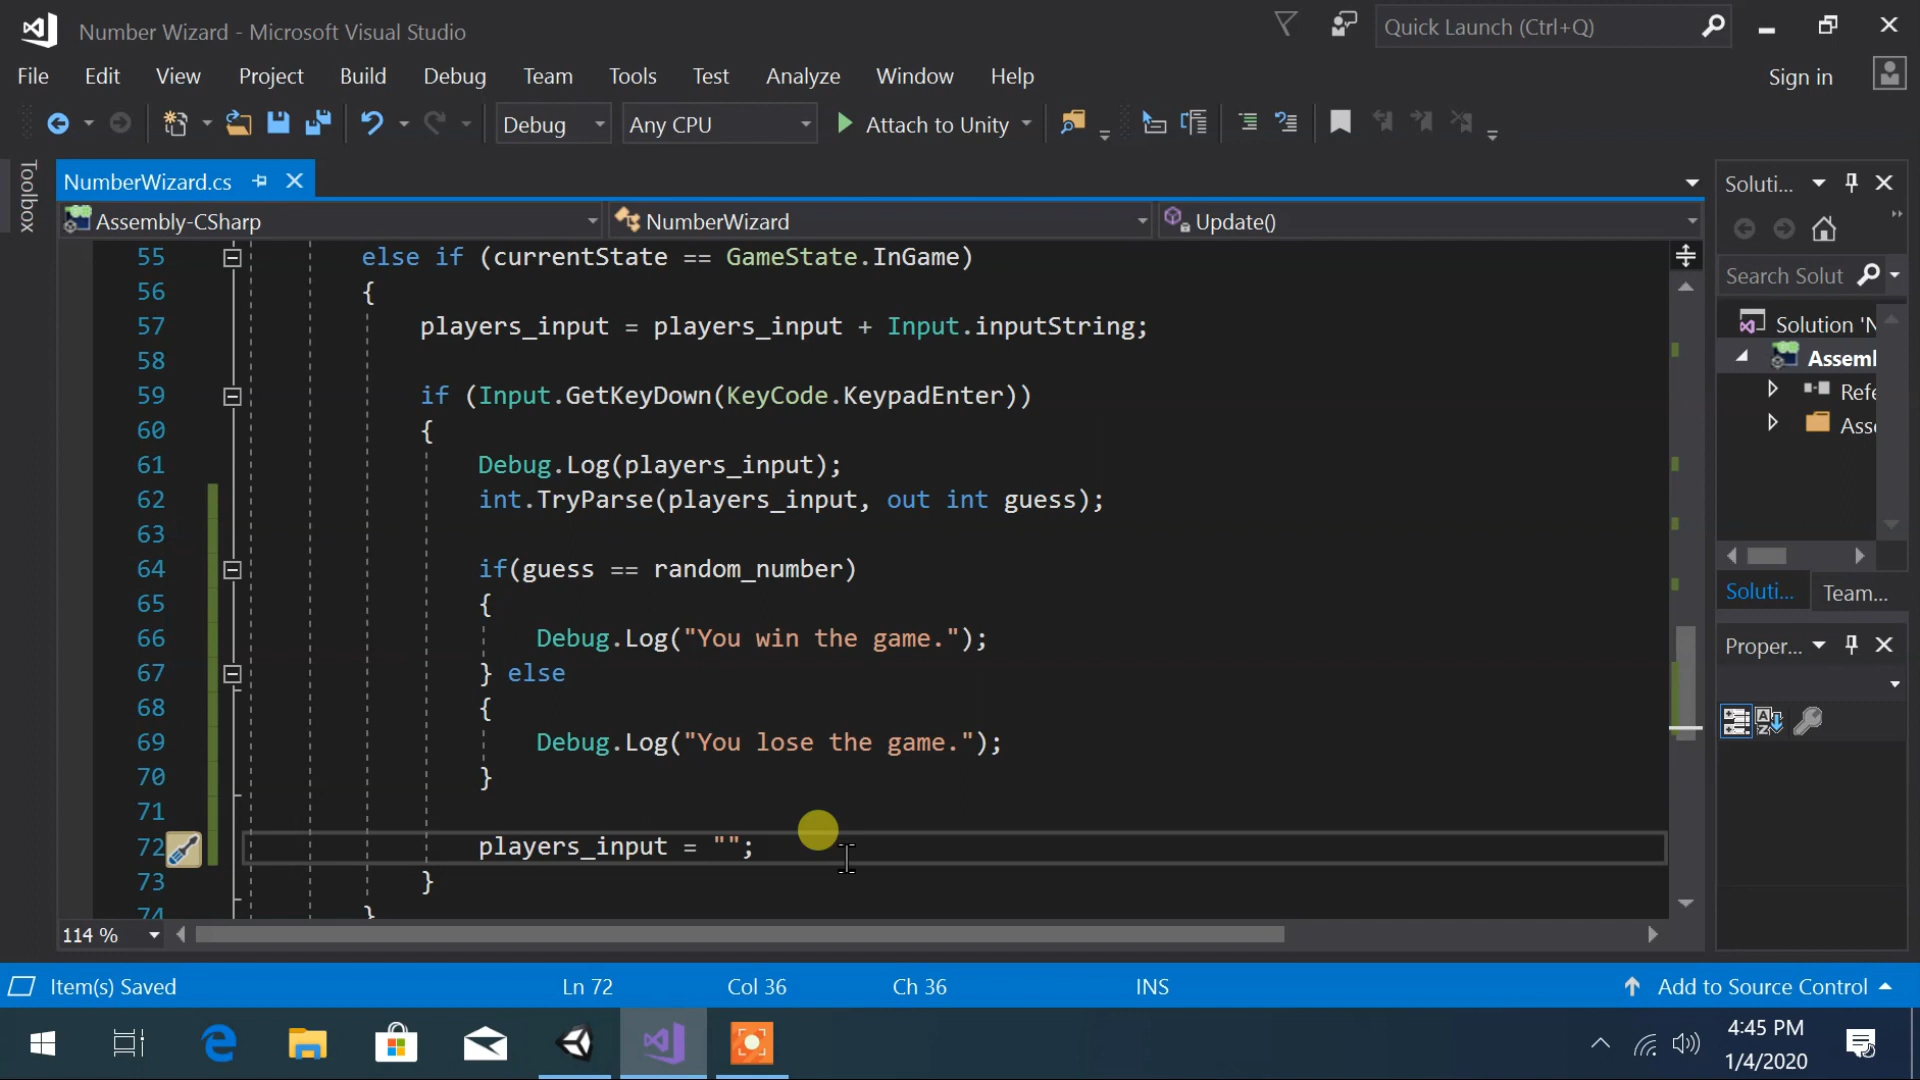 Number Wizard - Microsoft Visual Studio
Quick Launch (Ctrl+Q)
File Edit View Project Build Debug Team Tools Test Analyze Window Help
Sign in
Debug Any CPU Attach to Unity
Toolbox
NumberWizard.cs
Assembly-CSharp NumberWizard Update()
55 else if (currentState == GameState.InGame)
56 {
57 players_input = players_input + Input.inputString;
58
59 if (Input.GetKeyDown(KeyCode.KeypadEnter))
60 {
61 Debug.Log(players_input);
62 int.TryParse(players_input, out int guess);
63
64 if(guess == random_number)
65 {
66 Debug.Log("You win the game.");
67 } else
68 {
69 Debug.Log("You lose the game.");
70 }
71
72 players_input = "";
73 }
74 }
114 %
Soluti...
Search Solut
Solution 'N
Assembl
Refe
Asse
Soluti... Team...
Proper...
Item(s) Saved Ln 72 Col 36 Ch 36 INS Add to Source Control
4:45 PM
1/4/2020